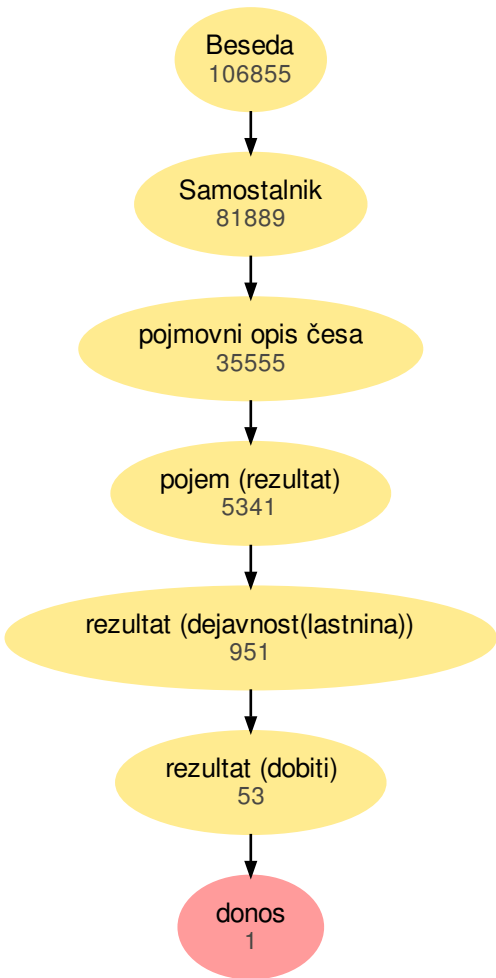 Beseda
106855
Samostalnik
81889
pojmovni opis česa
35555
pojem (rezultat)
5341
rezultat (dejavnost(lastnina))
951
rezultat (dobiti)
53
donos
1